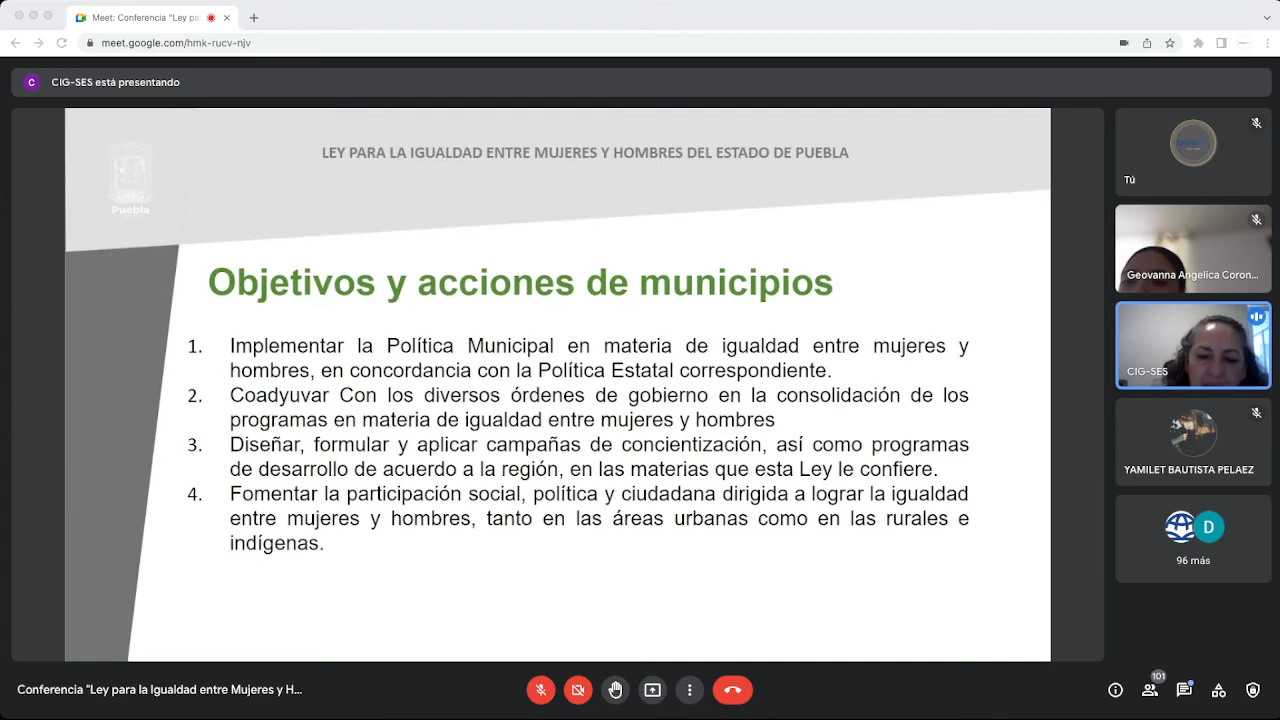 Meet: Conferencia "Ley pa
meet.google.com/hmk-rucv-njv
C CIG-SES está presentando
LEY PARA LA IGUALDAD ENTRE MUJERES Y HOMBRES DEL ESTADO DE PUEBLA
Puebla
Objetivos y acciones de municipios
1. Implementar la Política Municipal en materia de igualdad entre mujeres y
hombres, en concordancia con la Política Estatal correspondiente.
2. Coadyuvar Con los diversos órdenes de gobierno en la consolidación de los
programas en materia de igualdad entre mujeres y hombres
3. Diseñar, formular y aplicar campañas de concientización, así como programas
de desarrollo de acuerdo a la región, en las materias que esta Ley le confiere.
4. Fomentar la participación social, política y ciudadana dirigida a lograr la igualdad
entre mujeres y hombres, tanto en las áreas urbanas como en las rurales e
indígenas.
Tú
Geovanna Angelica Coron...
CIG-SES
YAMILET BAUTISTA PELAEZ
D
96 más
Conferencia "Ley para la Igualdad entre Mujeres y H...
101